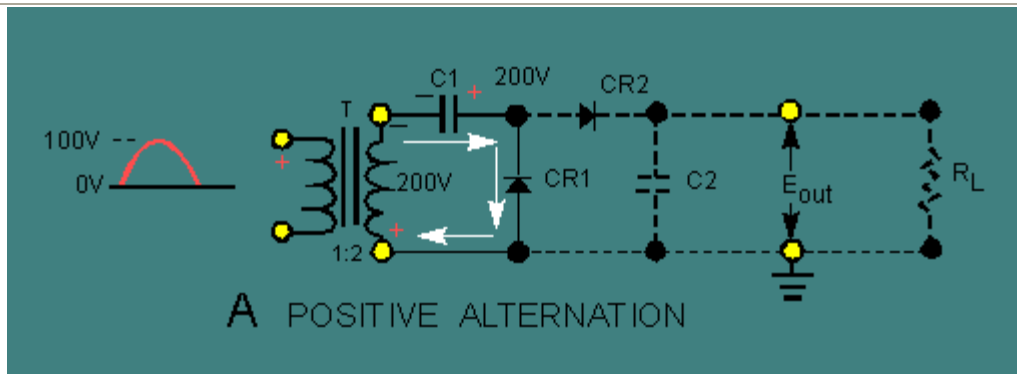 C1 200V CR2
T
100V
0V
200V
CR1
C2
Eout
RL
1:2
A POSITIVE ALTERNATION